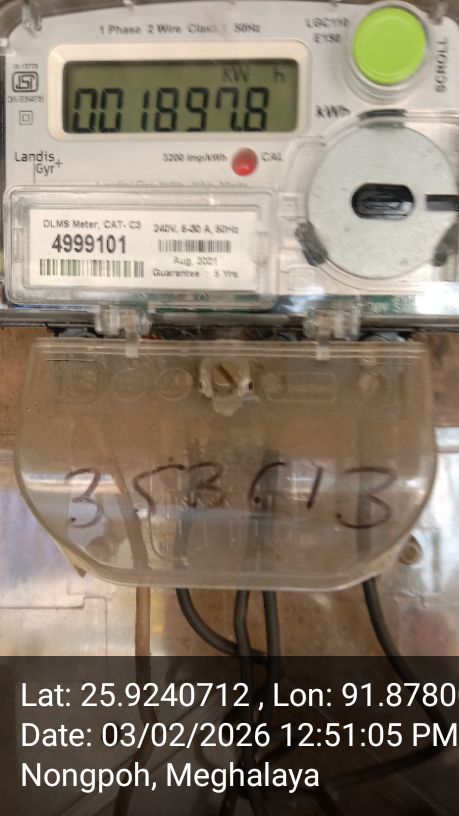 1 Phase 2 Wire Class 1 50Hz
LGC110
E150
SCROLL
KW h
001897.8
kWh
Landis
Gyr+
3200 imp/kWh
CAL
DLMS Meter, CAT- C3
240V, 5-30 A, 50Hz
4999101
Aug, 2021
Guarantee : 5 Yrs.
353613
Lat: 25.9240712 , Lon: 91.8780
Date: 03/02/2026 12:51:05 PM
Nongpoh, Meghalaya